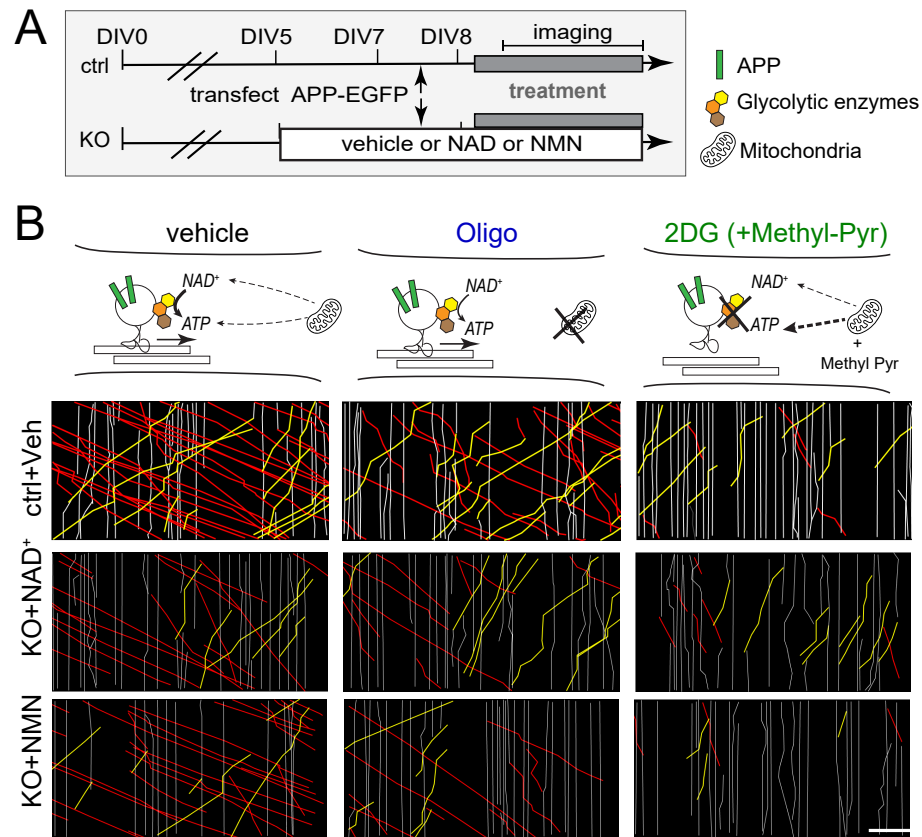 A
DIV0 DIV5 DIV7 DIV8 imaging
ctrl
transfect APP-EGFP treatment
KO vehicle or NAD or NMN
APP
Glycolytic enzymes
Mitochondria
B
vehicle Oligo 2DG (+Methyl-Pyr)
NAD⁺ NAD⁺ NAD⁺
ATP ATP ATP
+
Methyl Pyr
ctrl+Veh
KO+NAD⁺
KO+NMN